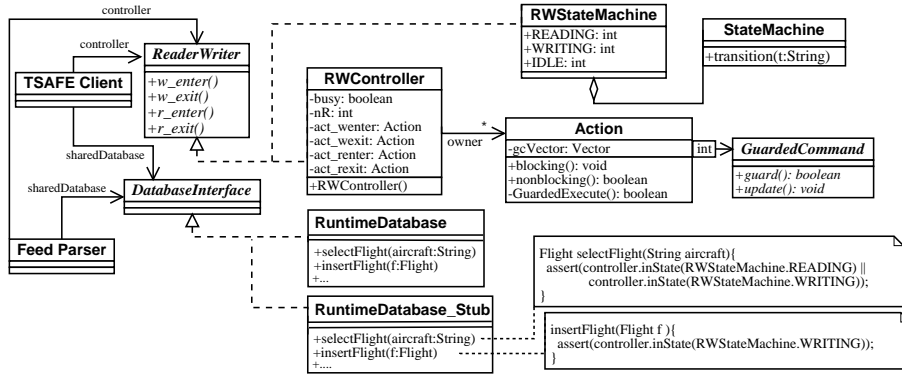 controller
controller
ReaderWriter
+w_enter()
+w_exit()
+r_enter()
+r_exit()
TSAFE Client
sharedDatabase
sharedDatabase
DatabaseInterface
Feed Parser
RWController
-busy: boolean
-nR: int
-act_wenter: Action
-act_wexit: Action
-act_renter: Action
-act_rexit: Action
+RWController()
RWStateMachine
+READING: int
+WRITING: int
+IDLE: int
StateMachine
+transition(t:String)
*
owner
Action
-gcVector: Vector
+blocking(): void
+nonblocking(): boolean
-GuardedExecute(): boolean
int
GuardedCommand
+guard(): boolean
+update(): void
RuntimeDatabase
+selectFlight(aircraft:String)
+insertFlight(f:Flight)
+...
RuntimeDatabase_Stub
+selectFlight(aircraft:String)
+insertFlight(f:Flight)
+....
Flight selectFlight(String aircraft){
assert(controller.inState(RWStateMachine.READING) ||
controller.inState(RWStateMachine.WRITING));
}
insertFlight(Flight f ){
assert(controller.inState(RWStateMachine.WRITING));
}